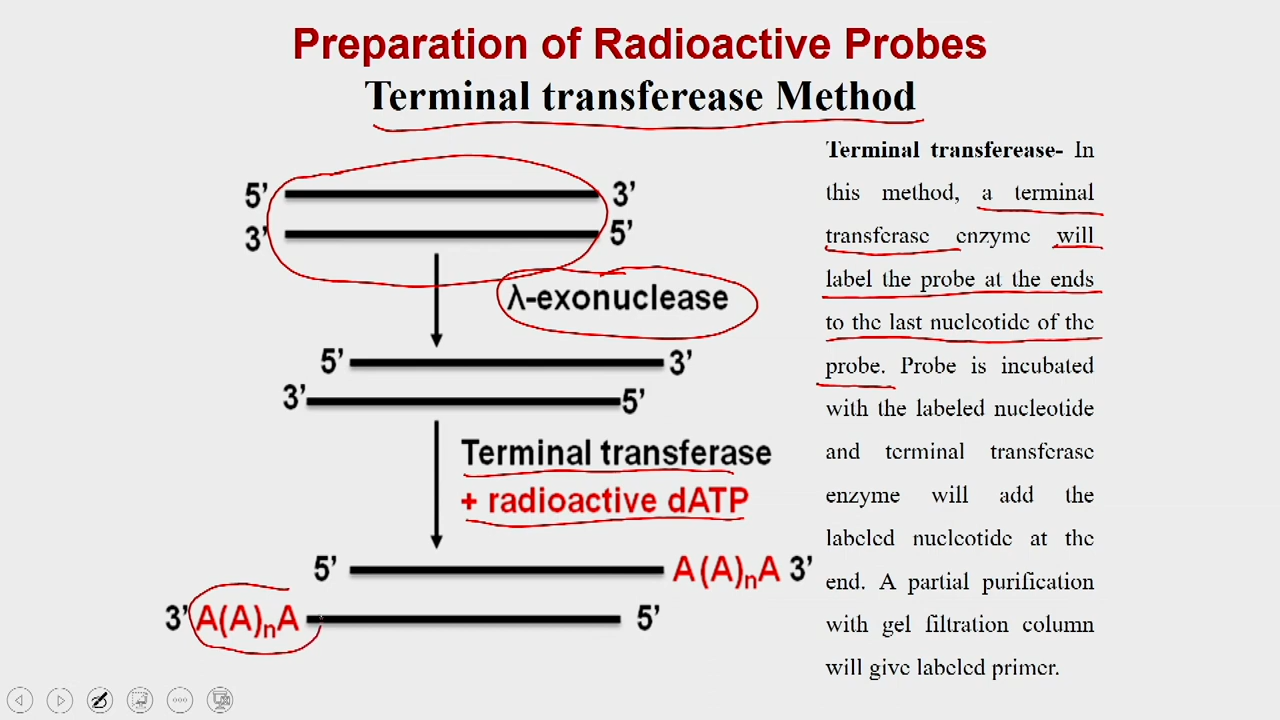 Preparation of Radioactive Probes
Terminal transferease Method
5’ 3’
3’ 5’
λ-exonuclease
5’ 3’
3’ 5’
Terminal transferase
+ radioactive dATP
5’ A(A)nA 3’
3’ A(A)nA 5’
Terminal transferease- In
this method, a terminal
transferase enzyme will
label the probe at the ends
to the last nucleotide of the
probe. Probe is incubated
with the labeled nucleotide
and terminal transferase
enzyme will add the
labeled nucleotide at the
end. A partial purification
with gel filtration column
will give labeled primer.